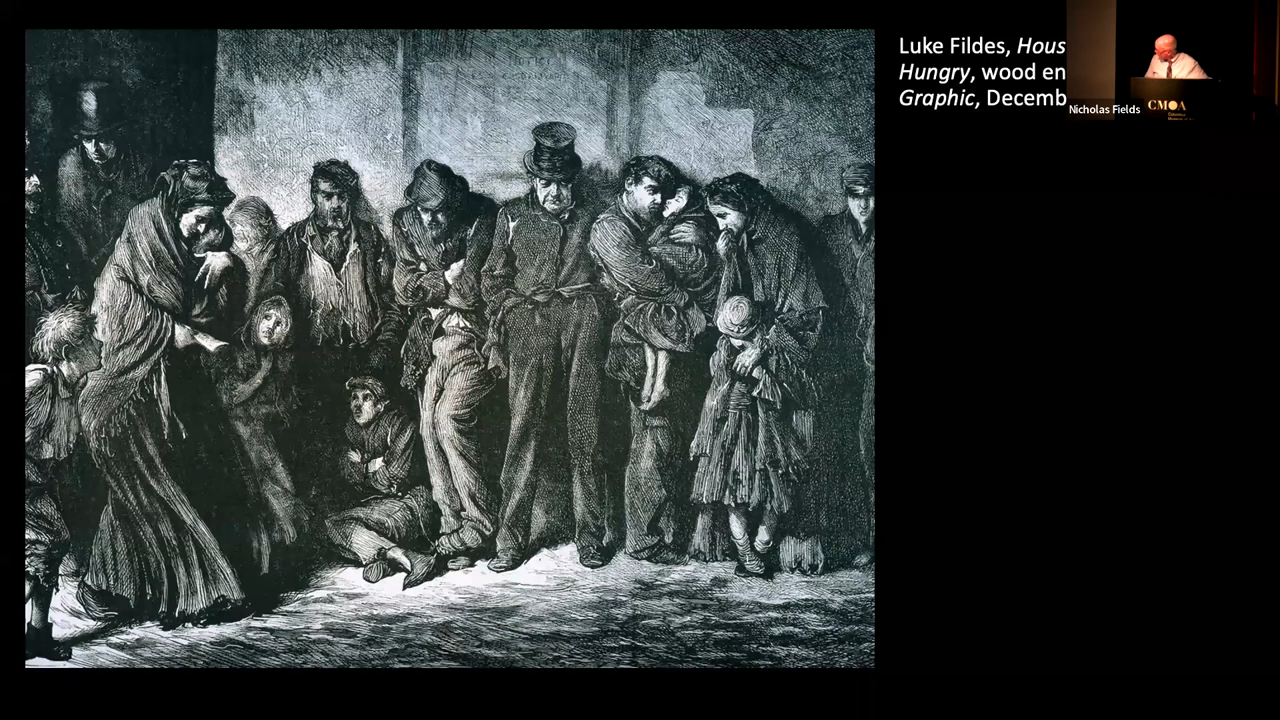 Luke Fildes, Hous
Hungry, wood en
Graphic, Decemb
Nicholas Fields
CMOA